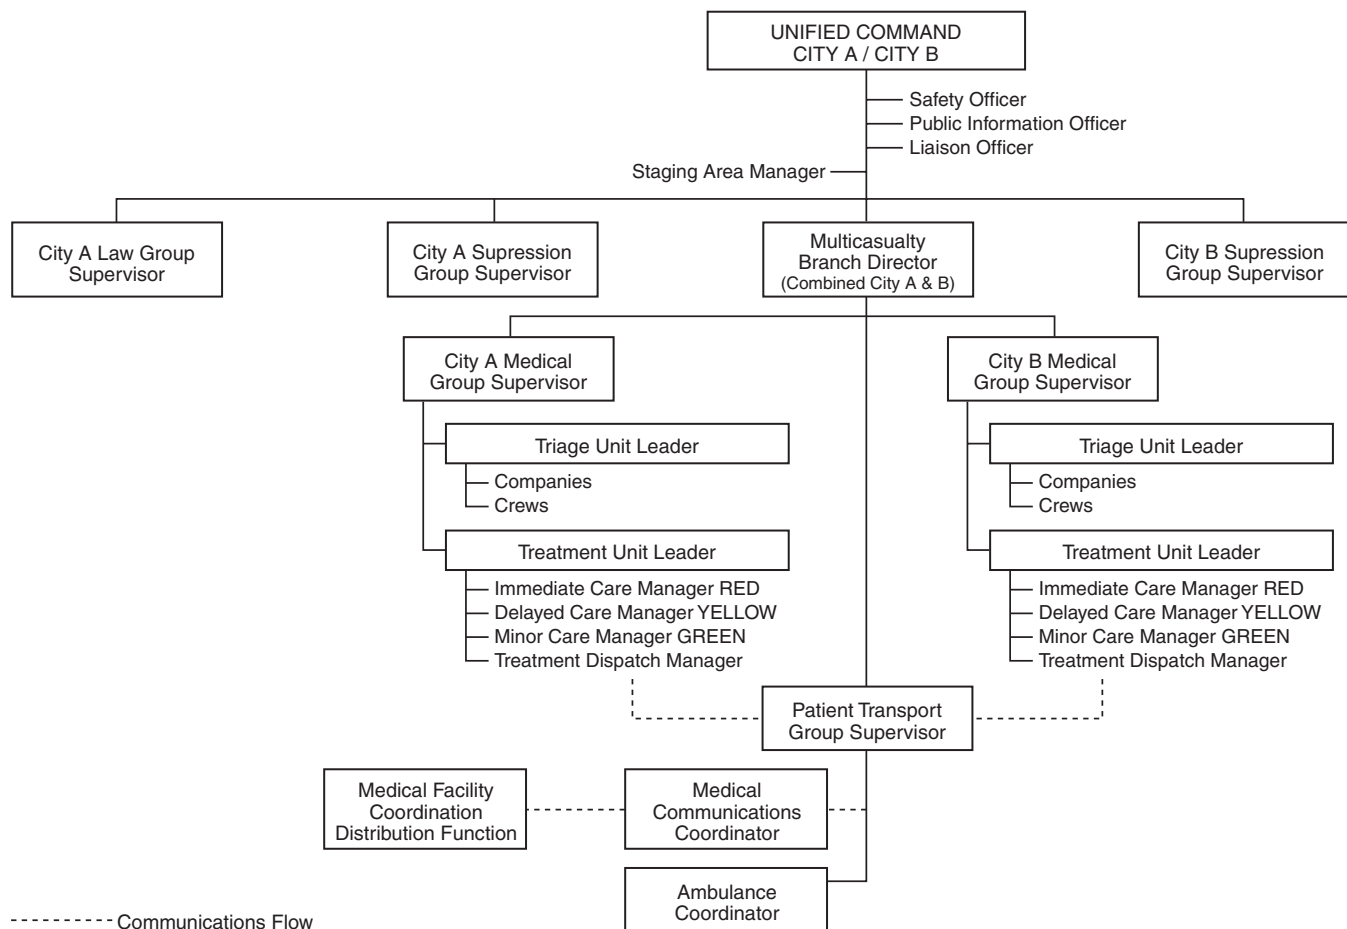 UNIFIED COMMAND
CITY A / CITY B
Safety Officer
Public Information Officer
Liaison Officer
Staging Area Manager
City A Law Group
Supervisor
City A Supression
Group Supervisor
Multicasualty
Branch Director
(Combined City A & B)
City B Supression
Group Supervisor
City A Medical
Group Supervisor
City B Medical
Group Supervisor
Triage Unit Leader
Companies
Crews
Treatment Unit Leader
Immediate Care Manager RED
Delayed Care Manager YELLOW
Minor Care Manager GREEN
Treatment Dispatch Manager
Triage Unit Leader
Companies
Crews
Treatment Unit Leader
Immediate Care Manager RED
Delayed Care Manager YELLOW
Minor Care Manager GREEN
Treatment Dispatch Manager
Patient Transport
Group Supervisor
Medical Facility
Coordination
Distribution Function
Medical
Communications
Coordinator
Ambulance
Coordinator
Communications Flow